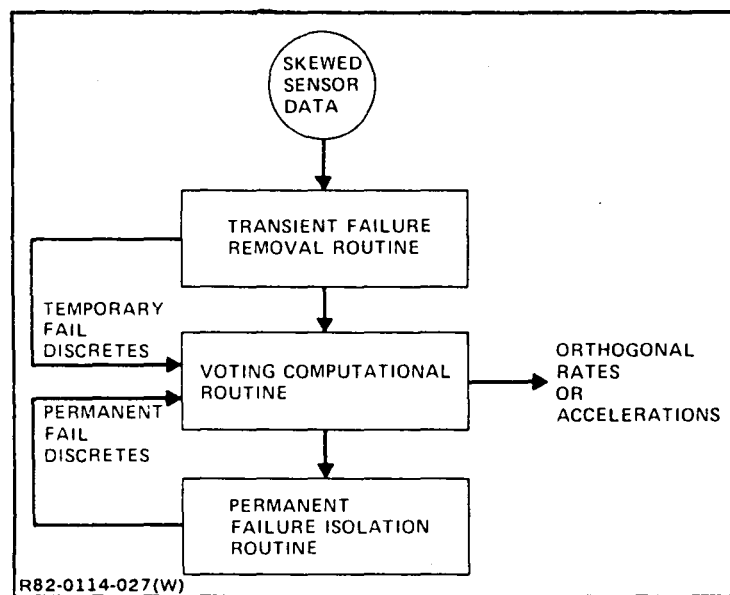 SKEWED
SENSOR
DATA
TRANSIENT FAILURE
REMOVAL ROUTINE
TEMPORARY
FAIL
DISCRETES
VOTING COMPUTATIONAL
ROUTINE
ORTHOGONAL
RATES
OR
ACCELERATIONS
PERMANENT
FAIL
DISCRETES
PERMANENT
FAILURE ISOLATION
ROUTINE
R82-0114-027(W)